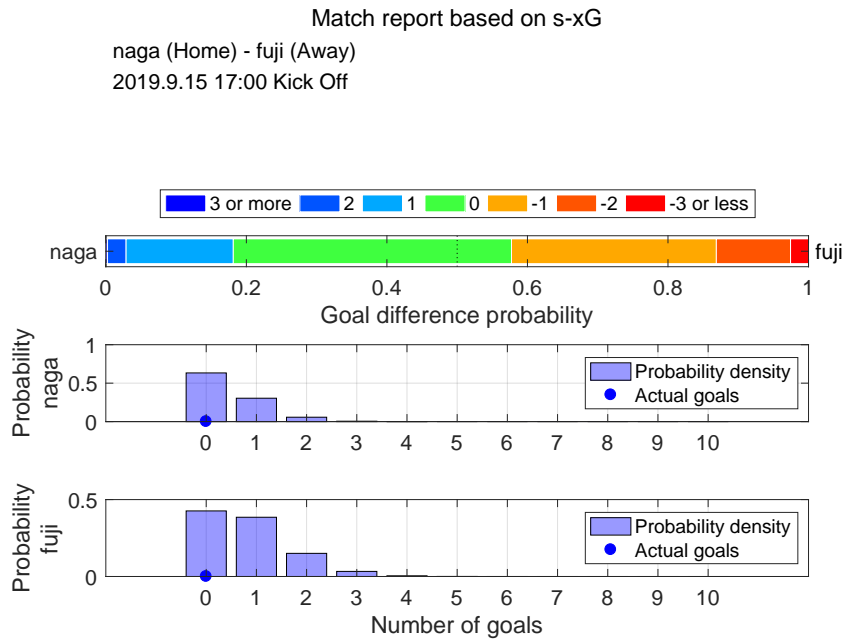 Match report based on s-xG
naga (Home) - fuji (Away)
2019.9.15 17:00 Kick Off
3 or more 2 1 0 -1 -2 -3 or less
naga fuji
0 0.2 0.4 0.6 0.8 1
Goal difference probability
Probability
naga
1
0.5
0
Probability density
Actual goals
0 1 2 3 4 5 6 7 8 9 10
Probability
fuji
0.5
0
Probability density
Actual goals
0 1 2 3 4 5 6 7 8 9 10
Number of goals